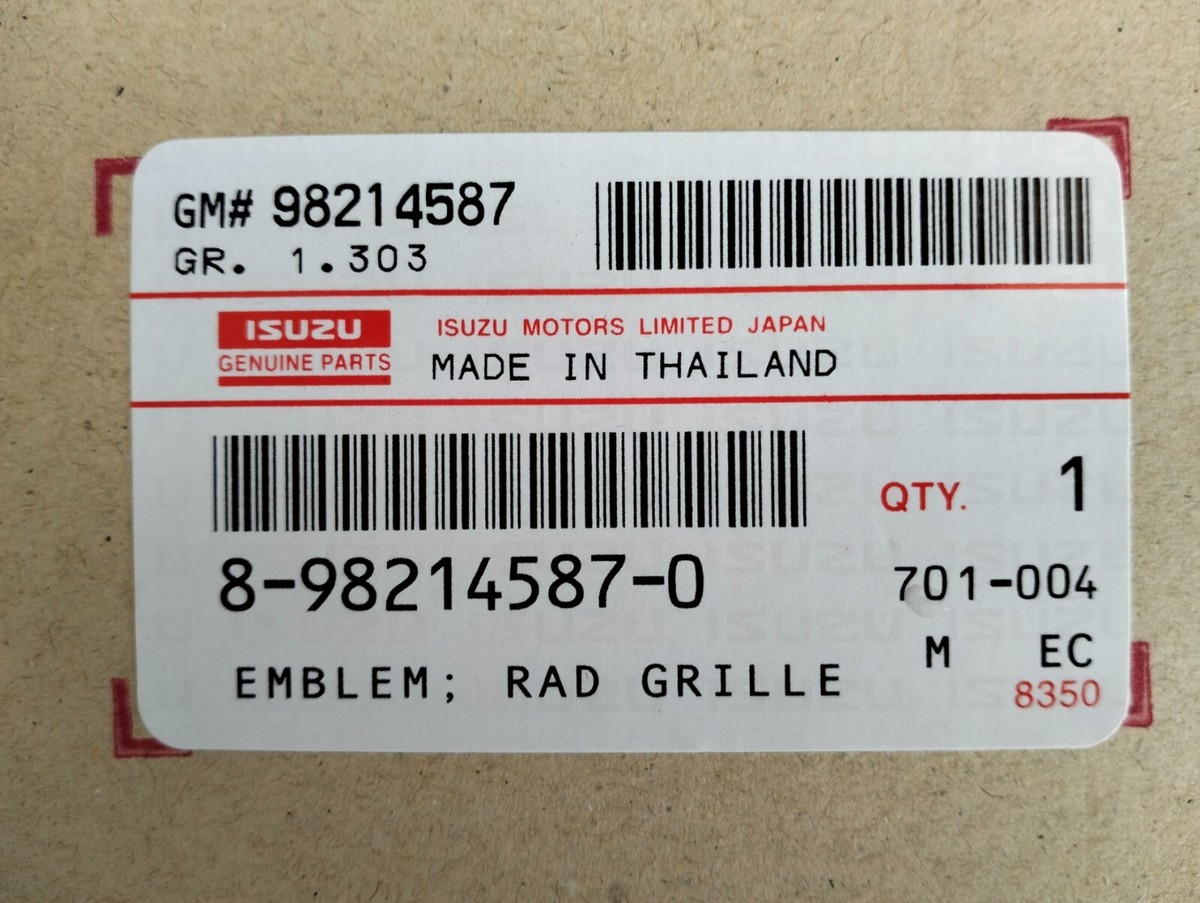 GM# 98214587
GR. 1.303
ISUZU
GENUINE PARTS
ISUZU MOTORS LIMITED JAPAN
MADE IN THAILAND
QTY. 1
8-98214587-0
701-004
M EC
EMBLEM; RAD GRILLE
8350